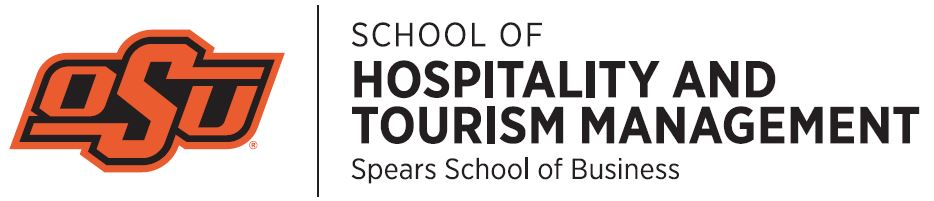 OSU®
SCHOOL OF
HOSPITALITY AND
TOURISM MANAGEMENT
Spears School of Business